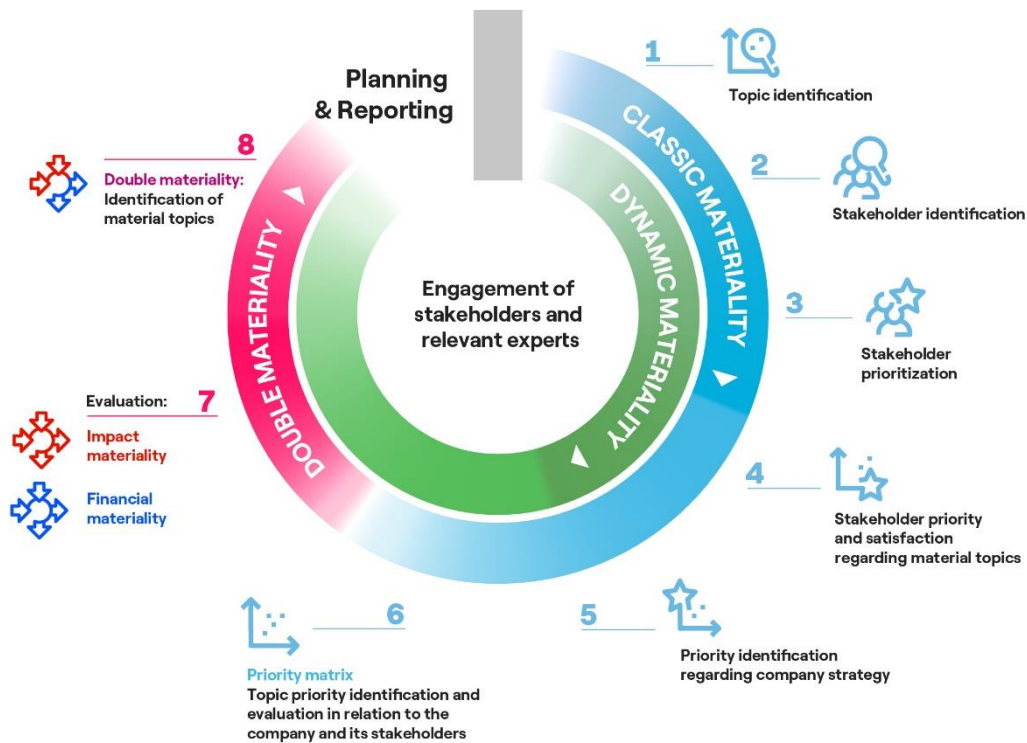 Planning
& Reporting
1
Topic identification
2
Stakeholder identification
3
Stakeholder
prioritization
4
Stakeholder priority
and satisfaction
regarding material topics
5
Priority identification
regarding company strategy
6
Priority matrix
Topic priority identification and
evaluation in relation to the
company and its stakeholders
7
Evaluation:
Impact
materiality
Financial
materiality
8
Double materiality:
Identification of
material topics
CLASSIC MATERIALITY
DYNAMIC MATERIALITY
DOUBLE MATERIALITY
Engagement of
stakeholders and
relevant experts